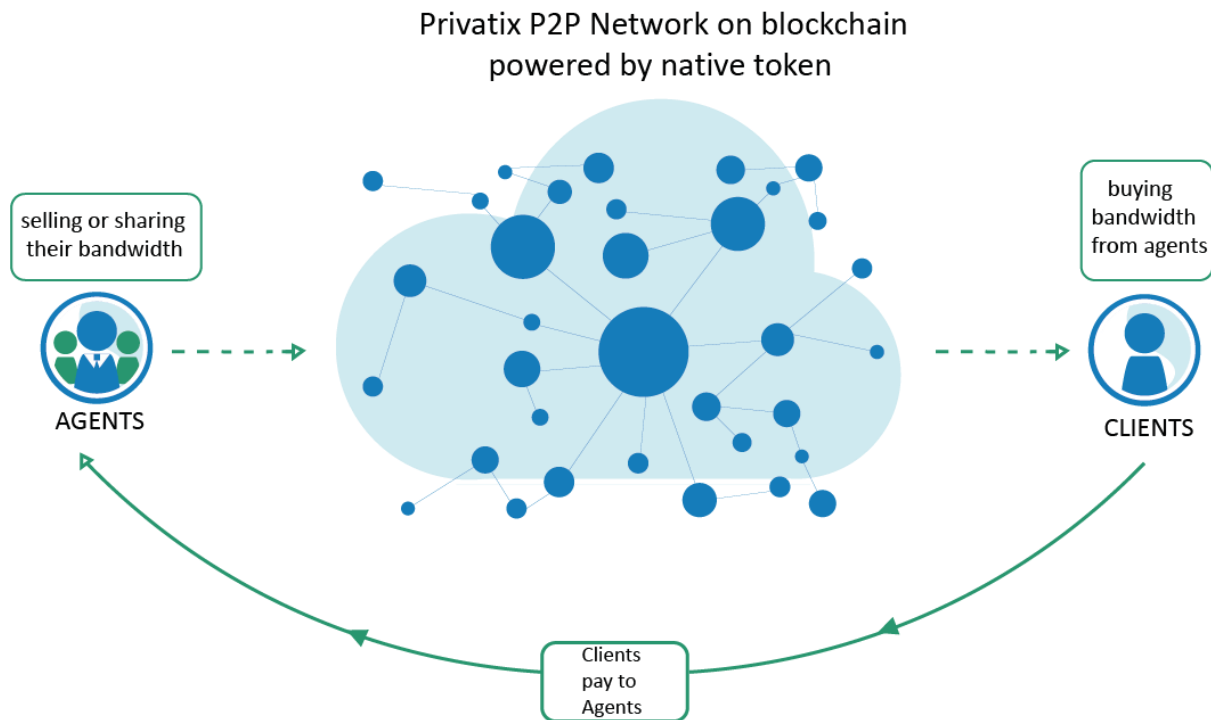 Privatix P2P Network on blockchain
powered by native token
selling or sharing
their bandwidth
AGENTS
buying
bandwidth
from agents
CLIENTS
Clients
pay to
Agents